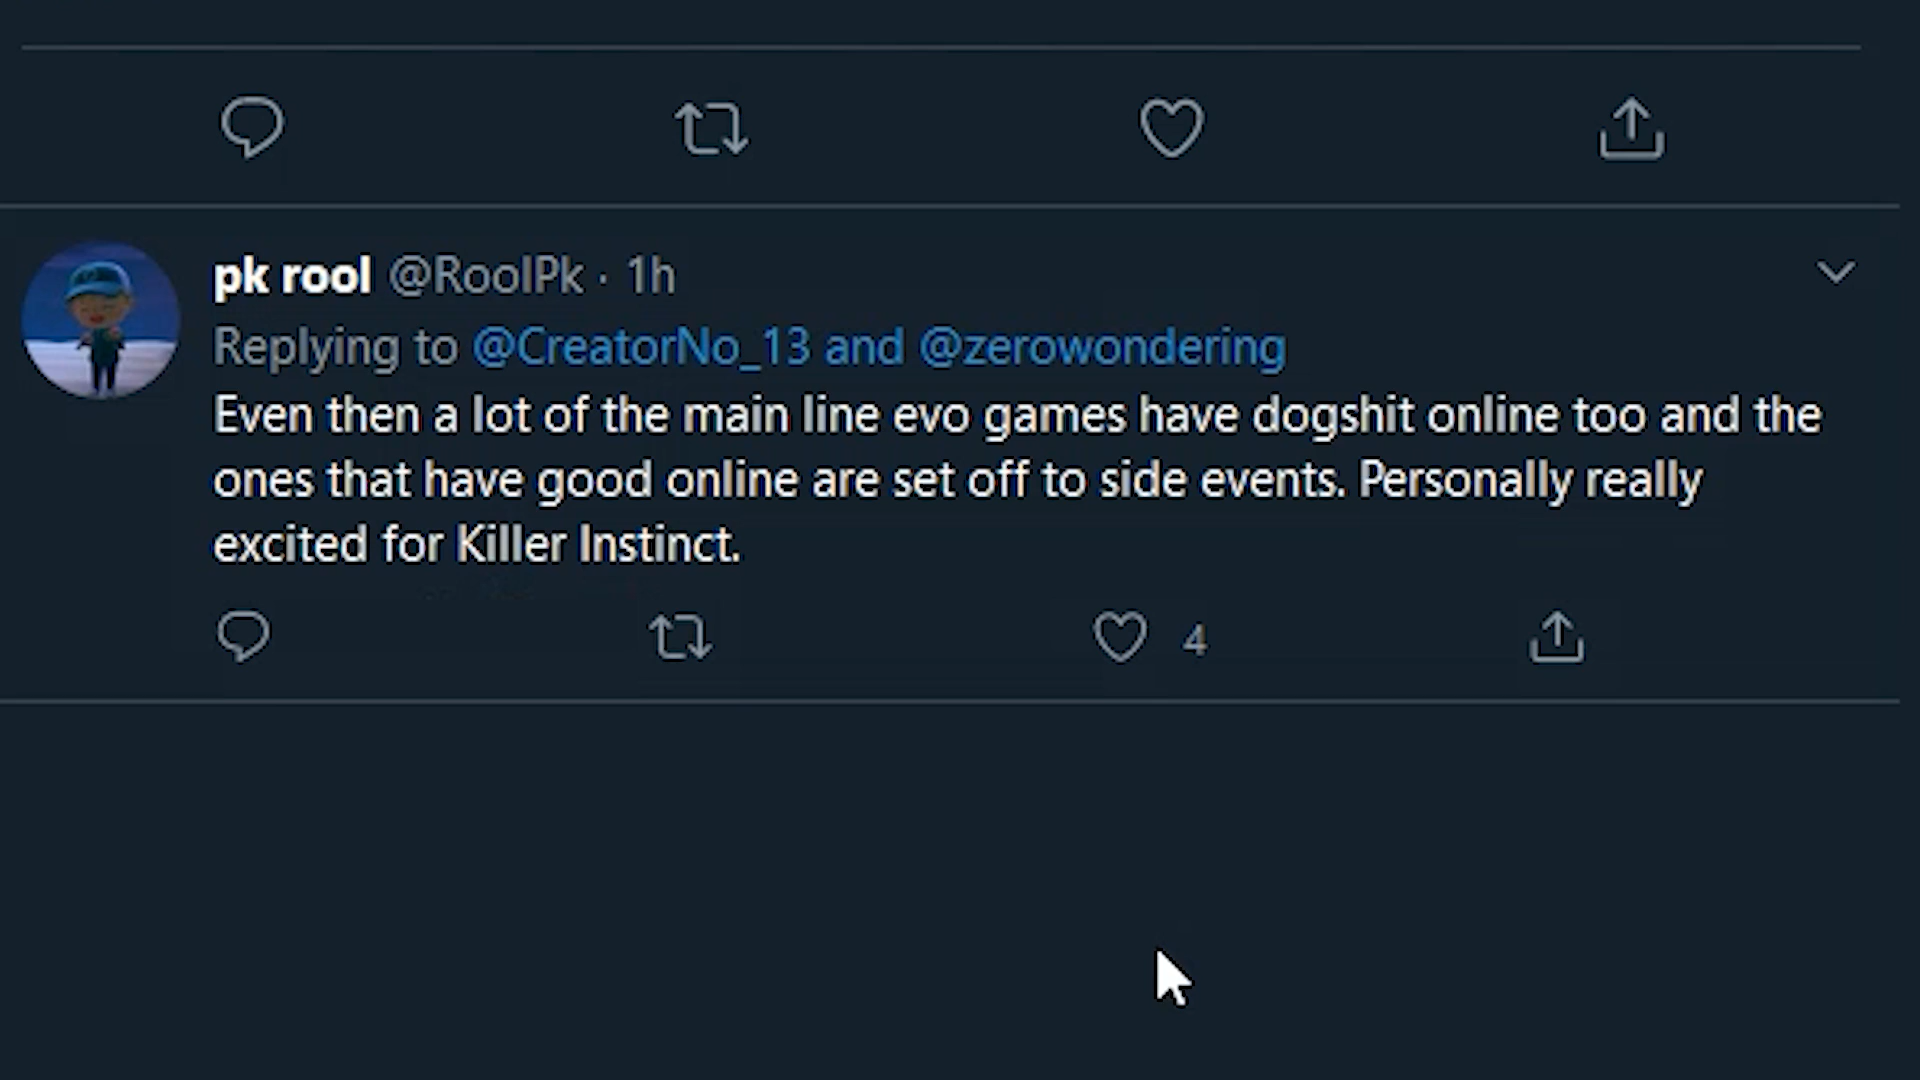 pk rool @RoolPk · 1h
Replying to @CreatorNo_13 and @zerowondering
Even then a lot of the main line evo games have dogshit online too and the
ones that have good online are set off to side events. Personally really
excited for Killer Instinct.
4